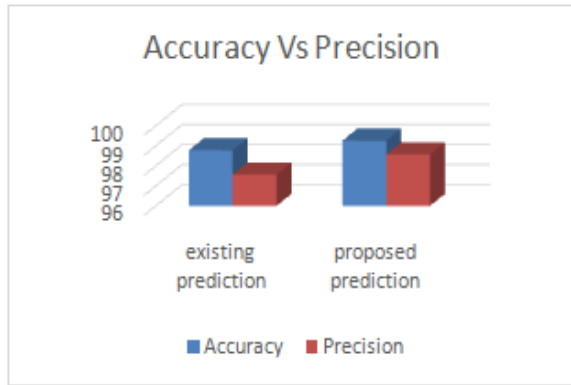 Accuracy Vs Precision
100
99
98
97
96
existing prediction
proposed prediction
Accuracy Precision